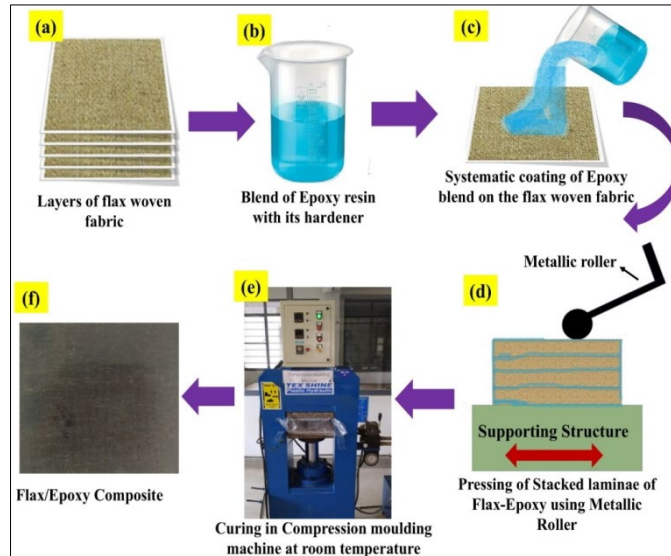 (a)
Layers of flax woven
fabric
(b)
Blend of Epoxy resin
with its hardener
(c)
Systematic coating of Epoxy
blend on the flax woven fabric
Metallic roller
(d)
Supporting Structure
Pressing of Stacked laminae of
Flax-Epoxy using Metallic
Roller
(e)
TEX SHINE
Curing in Compression moulding
machine at room temperature
(f)
Flax/Epoxy Composite